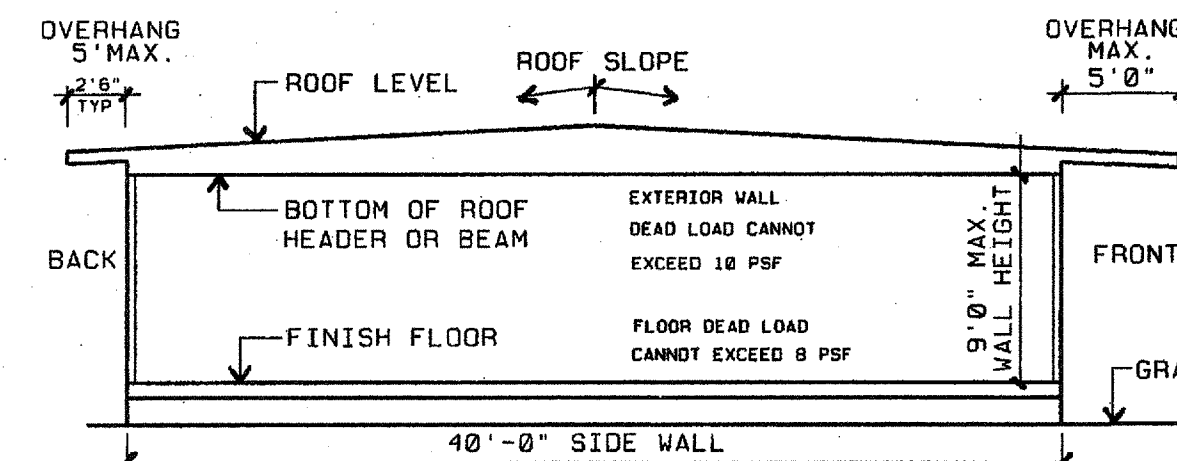 OVERHANG
5'MAX.
2'6"
TYP
ROOF LEVEL
ROOF SLOPE
OVERHANG
MAX.
5'0"
BOTTOM OF ROOF
HEADER OR BEAM
EXTERIOR WALL
DEAD LOAD CANNOT
EXCEED 10 PSF
BACK
9'0" MAX.
WALL HEIGHT
FRONT
FINISH FLOOR
FLOOR DEAD LOAD
CANNOT EXCEED 8 PSF
GRA
40'-0" SIDE WALL